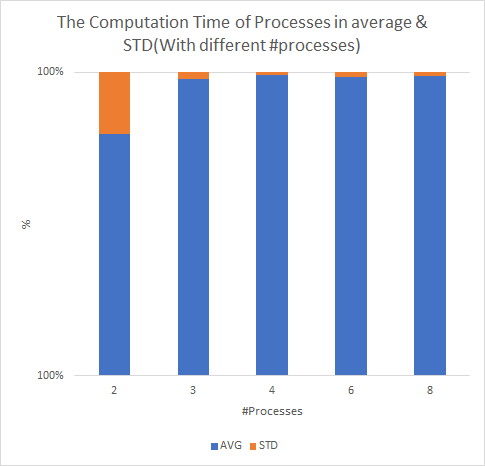 The Computation Time of Processes in average &
STD(With different #processes)
100%
%
100%
2 3 4 6 8
#Processes
AVG STD